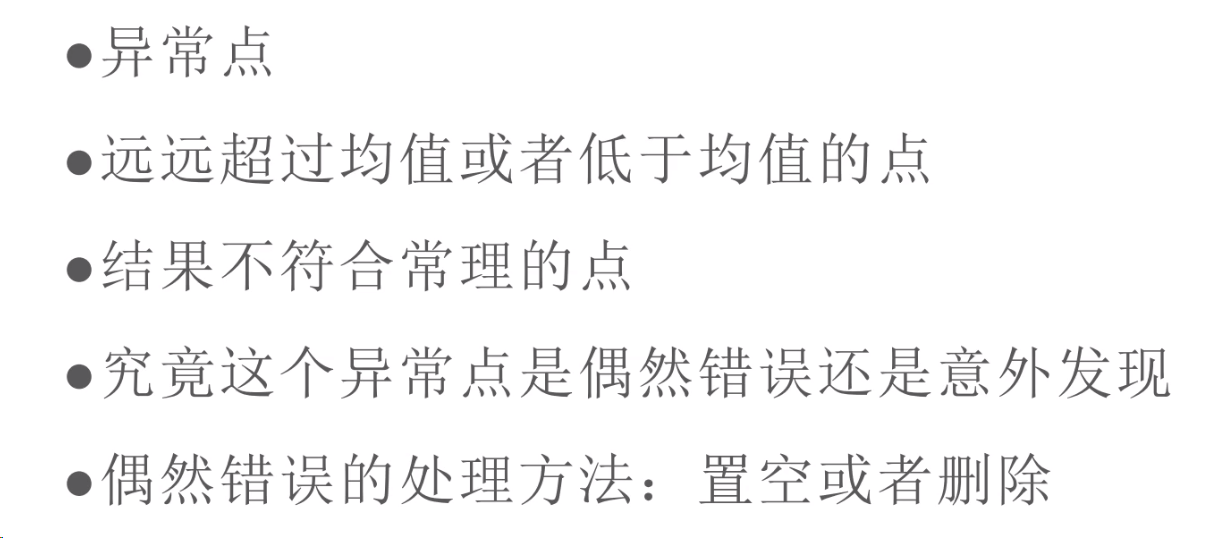 ●异常点
●远远超过均值或者低于均值的点
●结果不符合常理的点
●究竟这个异常点是偶然错误还是意外发现
●偶然错误的处理方法：置空或者删除